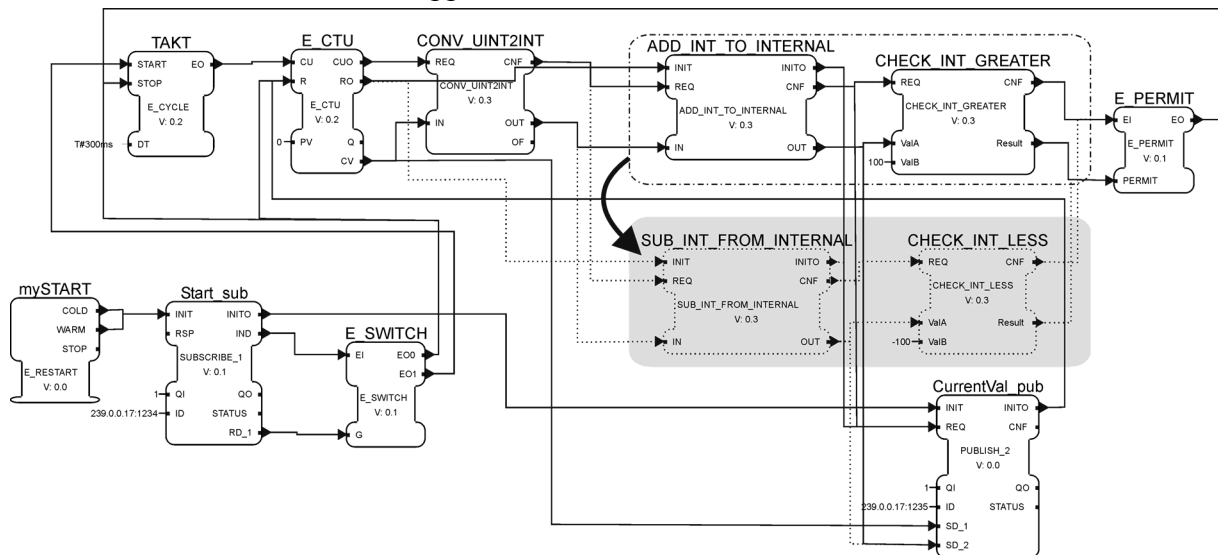 TAKT
START
EO
STOP
E_CYCLE
V: 0.2
T#300ms
DT
E_CTU
CU
CUO
R
RO
E_CTU
V: 0.2
0
PV
Q
CV
CONV_UINT2INT
REQ
CNF
CONV_UINT2INT
V: 0.3
IN
OUT
OF
ADD_INT_TO_INTERNAL
INIT
INITO
REQ
CNF
ADD_INT_TO_INTERNAL
V: 0.3
IN
OUT
CHECK_INT_GREATER
REQ
CNF
CHECK_INT_GREATER
V: 0.3
ValA
Result
100
ValB
E_PERMIT
EI
EO
E_PERMIT
V: 0.1
PERMIT
SUB_INT_FROM_INTERNAL
INIT
INITO
REQ
CNF
SUB_INT_FROM_INTERNAL
V: 0.3
IN
OUT
CHECK_INT_LESS
REQ
CNF
CHECK_INT_LESS
V: 0.3
ValA
Result
-100
ValB
mySTART
COLD
WARM
STOP
E_RESTART
V: 0.0
Start_sub
INIT
INITO
RSP
IND
SUBSCRIBE_1
V: 0.1
1
QI
QO
239.0.0.17:1234
ID
STATUS
RD_1
E_SWITCH
EI
EO0
EO1
E_SWITCH
V: 0.1
G
CurrentVal_pub
INIT
INITO
REQ
CNF
PUBLISH_2
V: 0.0
1
QI
QO
239.0.0.17:1235
ID
STATUS
SD_1
SD_2